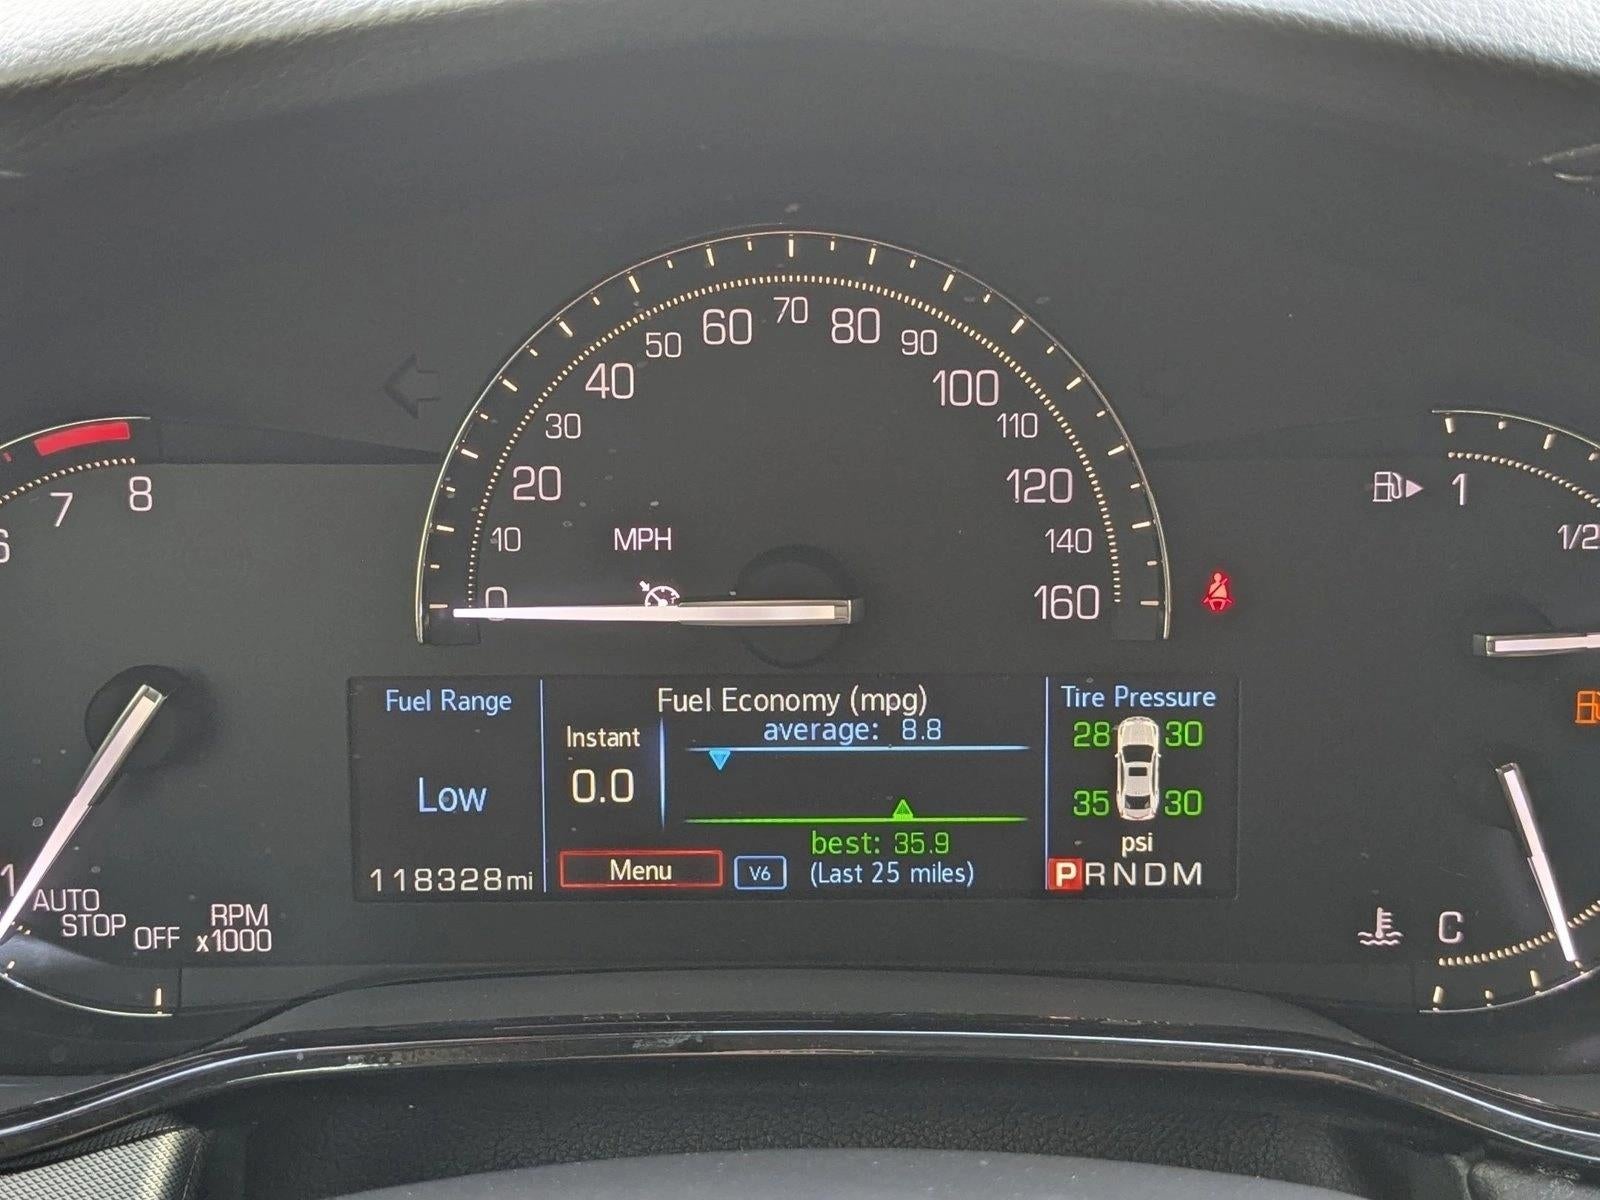 70
60
80
50
90
40
100
30
110
20
120
10
140
0
160
MPH
6
7
8
1
AUTO
STOP
OFF
RPM
x1000
1
1/2
C
Fuel Range
Low
118328mi
Fuel Economy (mpg)
average: 8.8
Instant
0.0
best: 35.9
(Last 25 miles)
Menu
V6
Tire Pressure
28 30
35 30
psi
PRNDM